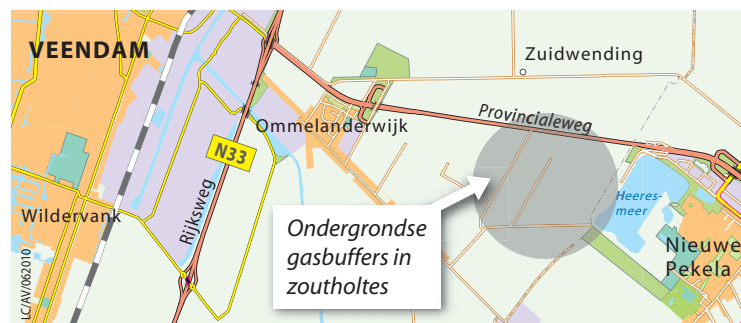 VEENDAM
Zuidwending
Provincialeweg
Ommelanderwijk
N33
Rijksweg
Wildervank
Heeres-
meer
Ondergrondse
gasbuffers in
zoutholtes
Nieuwe
Pekela
LC/AV/062010